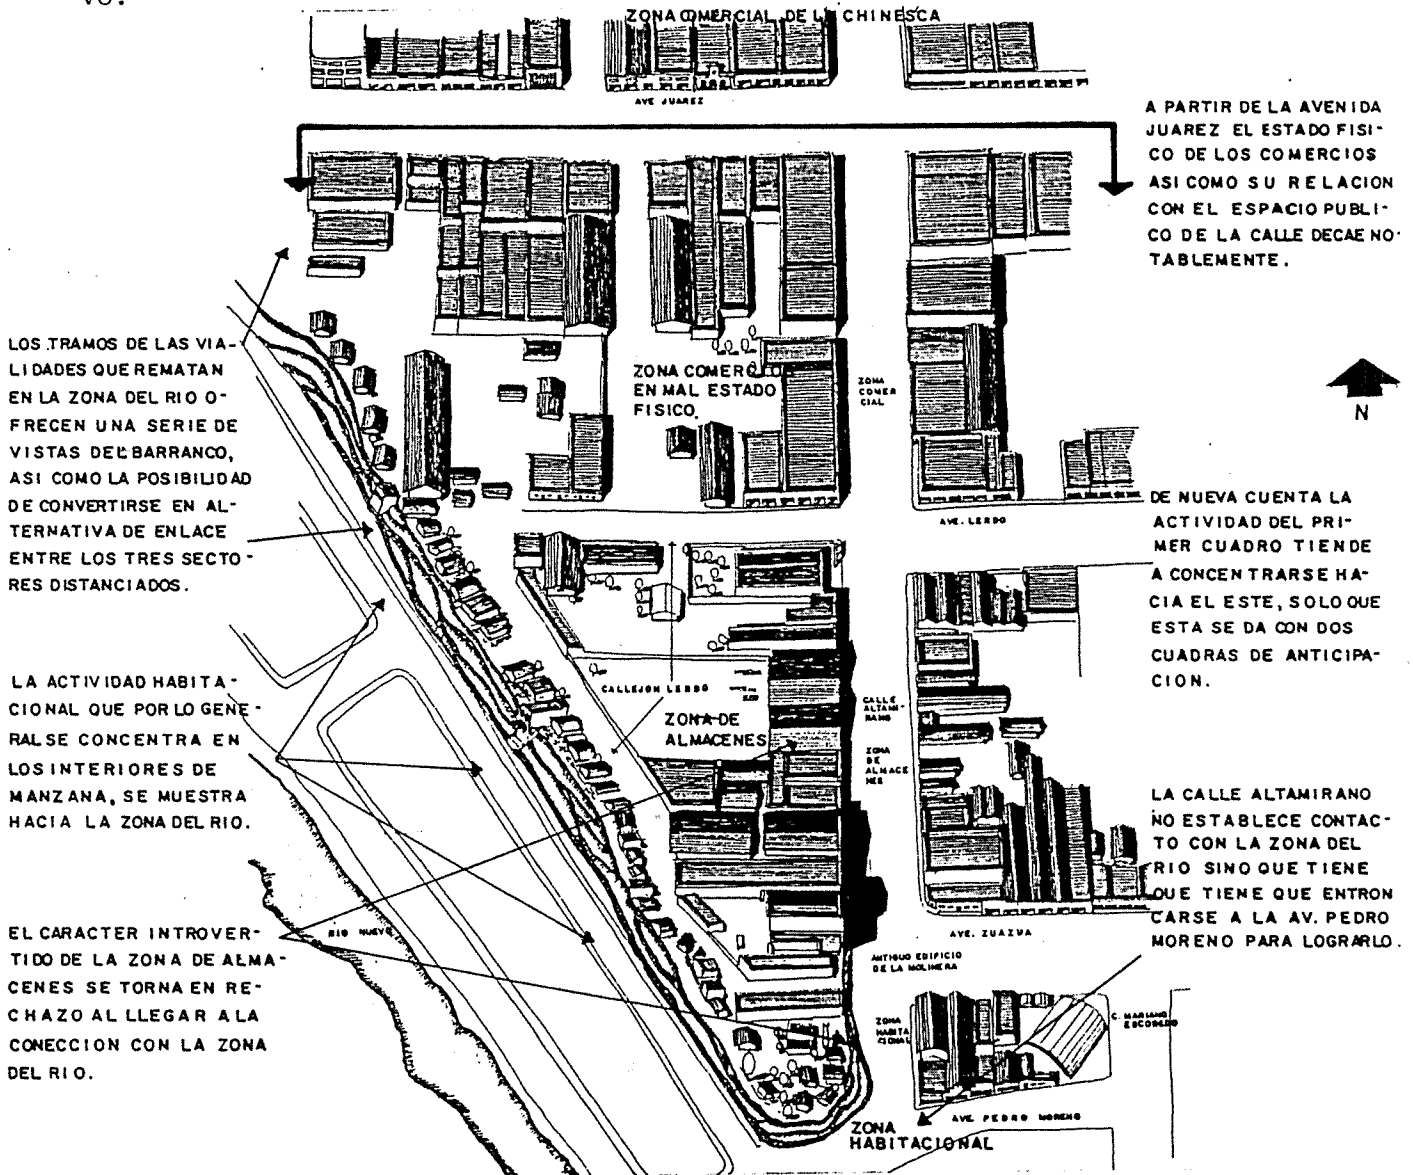 VO.
ZONA COMERCIAL DE L CHINESCA
AVE JUAREZ
A PARTIR DE LA AVENIDA
JUAREZ EL ESTADO FISI-
CO DE LOS COMERCIOS
ASI COMO SU RELACION
CON EL ESPACIO PUBLI-
CO DE LA CALLE DECAE NO-
TABLEMENTE.
LOS TRAMOS DE LAS VIA-
LIDADES QUE REMATAN
EN LA ZONA DEL RIO O-
FRECEN UNA SERIE DE
VISTAS DEL BARRANCO,
ASI COMO LA POSIBILIDAD
DE CONVERTIRSE EN AL-
TERNATIVA DE ENLACE
ENTRE LOS TRES SECTO-
RES DISTANCIADOS.
ZONA COMERCIOS
EN MAL ESTADO
FISICO.
ZONA
COMER
CIAL
N
AVE. LERDO
DE NUEVA CUENTA LA
ACTIVIDAD DEL PRI-
MER CUADRO TIENDE
A CONCENTRARSE HA-
CIA EL ESTE, SOLO QUE
ESTA SE DA CON DOS
CUADRAS DE ANTICIPA-
CION.
LA ACTIVIDAD HABITA-
CIONAL QUE POR LO GENE-
RAL SE CONCENTRA EN
LOS INTERIORES DE
MANZANA, SE MUESTRA
HACIA LA ZONA DEL RIO.
CALLEJON LERDO
ZONA DE
ALMACENES
CALLE
ALTAMI-
RANO
ZONA
DE
ALMACE
NES
LA CALLE ALTAMIRANO
NO ESTABLECE CONTAC-
TO CON LA ZONA DEL
RIO SINO QUE TIENE
QUE TIENE QUE ENTRON
CARSE A LA AV. PEDRO
MORENO PARA LOGRARLO.
EL CARACTER INTROVER-
TIDO DE LA ZONA DE ALMA-
CENES SE TORNA EN RE-
CHAZO AL LLEGAR A LA
CONECCION CON LA ZONA
DEL RIO.
RIO NUEVO
AVE. ZUAZUA
ANTIGUO EDIFICIO
DE LA MOLINERA
ZONA
HABITA
CIONAL
C. MARIANO
ESCOBEDO
AVE. PEDRO MORENO
ZONA
HABITACIONAL